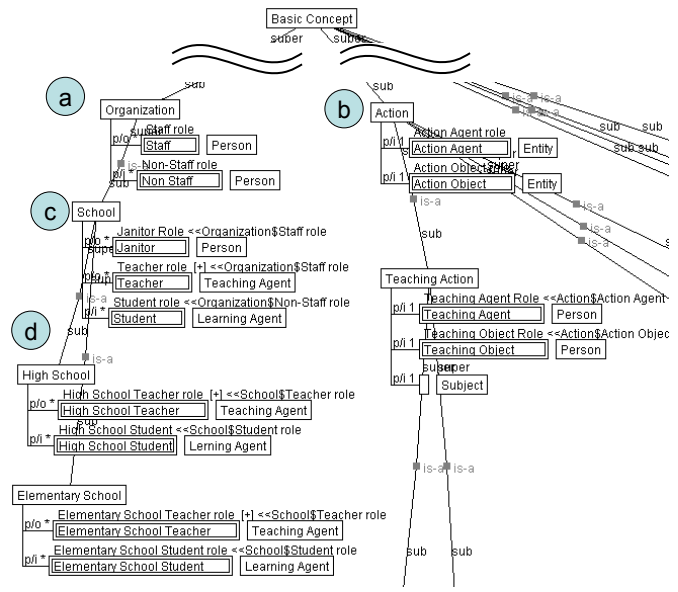 Basic Concept
super
super
sub
a
Organization
Staff role
p/o *
Staff
Person
is-a
Non-Staff role
p/i *
Non Staff
Person
sub
c
School
Janitor Role <<Organization$Staff role
p/o *
Janitor
Person
Teacher role [+] <<Organization$Staff role
p/o *
Teacher
Teaching Agent
is-a
Student role <<Organization$Non-Staff role
p/i *
Student
Learning Agent
sub
d
is-a
High School
High School Teacher role [+] <<School$Teacher role
p/o *
High School Teacher
Teaching Agent
sub
High School Student <<School$Student role
p/i *
High School Student
Lerning Agent
Elementary School
Elementary School Teacher role [+] <<School$Teacher role
p/o *
Elementary School Teacher
Teaching Agent
Elementary School Student role <<School$Student role
p/i *
Elementary School Student
Learning Agent
sub
is-a is-a
is-a
sub sub
sub sub
b
Action
Action Agent role
p/i 1
Action Agent
Entity
Action Object
super
p/i 1
Action Object
Entity
is-a
is-a
is-a
is-a
sub
Teaching Action
Teaching Agent Role <<Action$Action Agent
p/i 1
Teaching Agent
Person
Teaching Object Role <<Action$Action Objec
p/i 1
Teaching Object
Person
super super
p/i 1
Subject
is-a is-a
sub sub